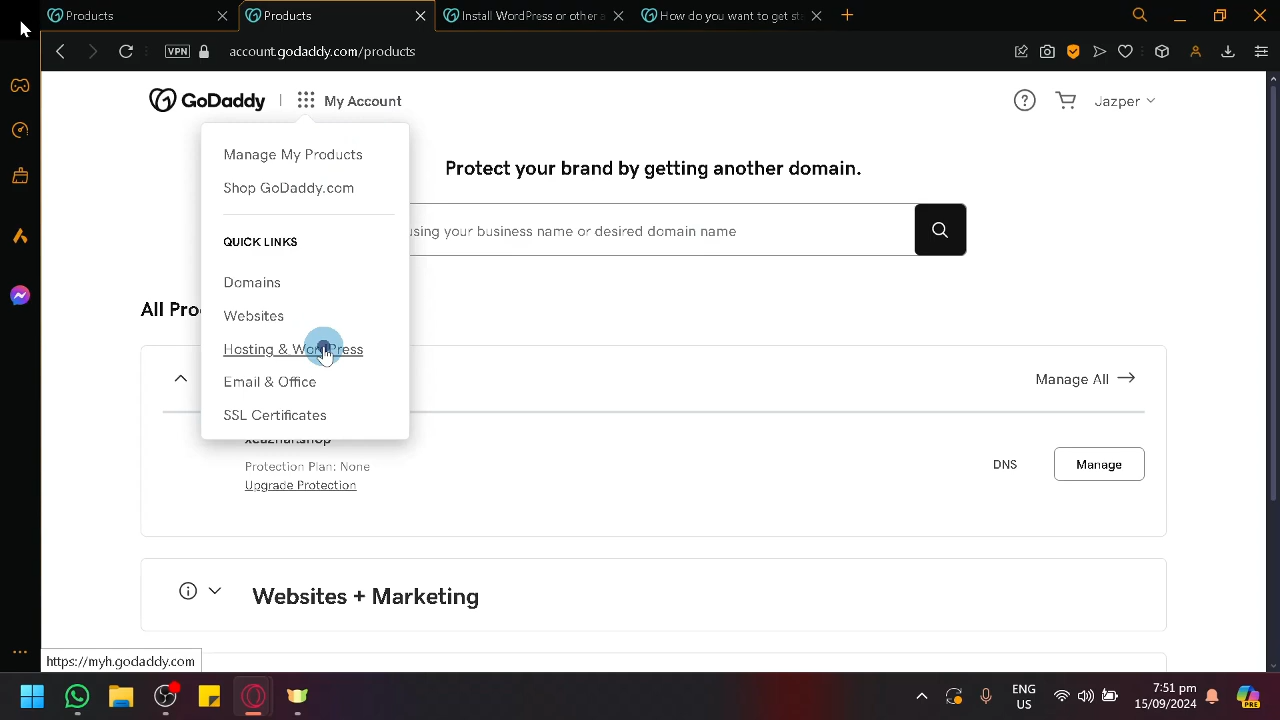 Products
Products
Install WordPress or other a
How do you want to get st
VPN
account.godaddy.com/products
GoDaddy
My Account
Jazper
Manage My Products
Shop GoDaddy.com
QUICK LINKS
Domains
Websites
Hosting & WordPress
Email & Office
SSL Certificates
Protect your brand by getting another domain.
using your business name or desired domain name
All Pro
Manage All
Protection Plan: None
Upgrade Protection
DNS
Manage
Websites + Marketing
https://myh.godaddy.com
ENG
US
7:51 pm
15/09/2024
PRE